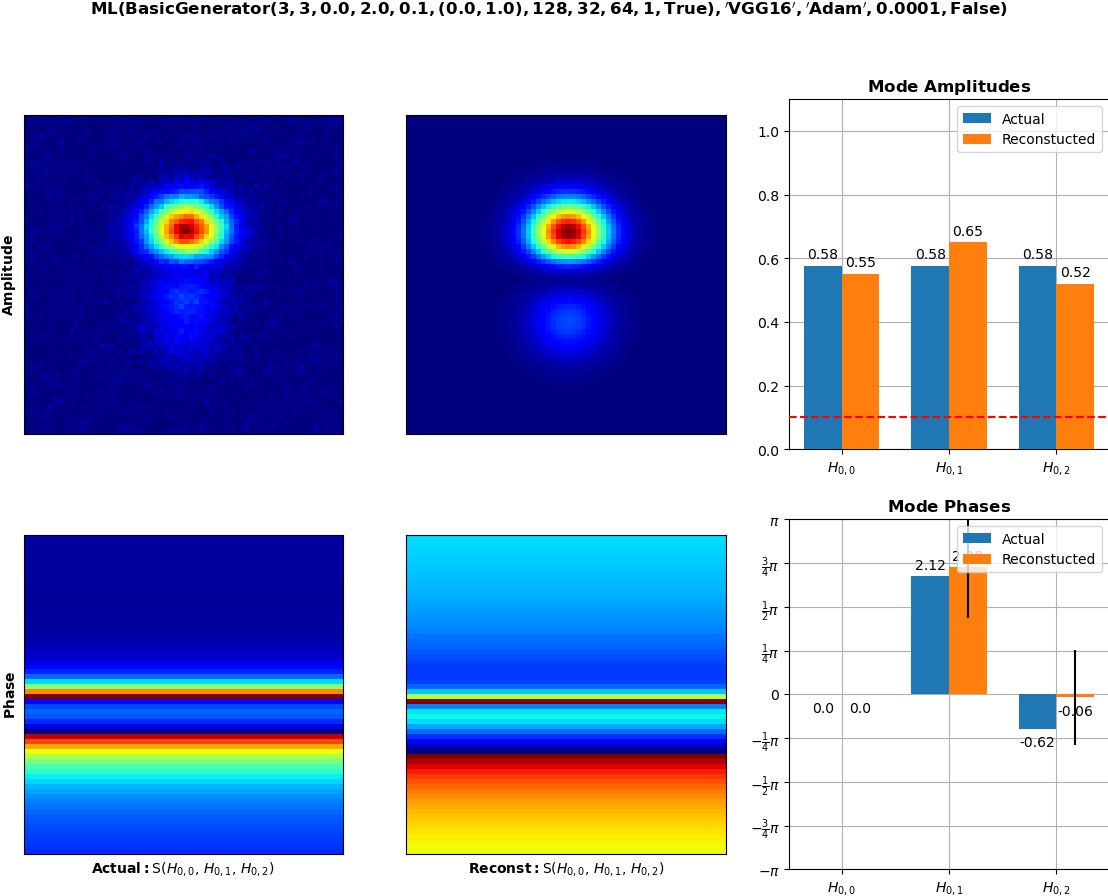 ML(BasicGenerator(3, 3, 0.0, 2.0, 0.1, (0.0, 1.0), 128, 32, 64, 1, True), 'VGG16', 'Adam', 0.0001, False)
Amplitude
Mode Amplitudes
Actual
Reconstucted
1.0
0.8
0.6
0.4
0.2
0.0
0.58
0.55
0.58
0.65
0.58
0.52
H0,0
H0,1
H0,2
Phase
Actual: S(H0,0, H0,1, H0,2)
Reconst: S(H0,0, H0,1, H0,2)
Mode Phases
Actual
Reconstucted
π
3/4π
1/2π
1/4π
0
−1/4π
−1/2π
−3/4π
−π
0.0
0.0
2.12
-0.62
-0.06
H0,0
H0,1
H0,2